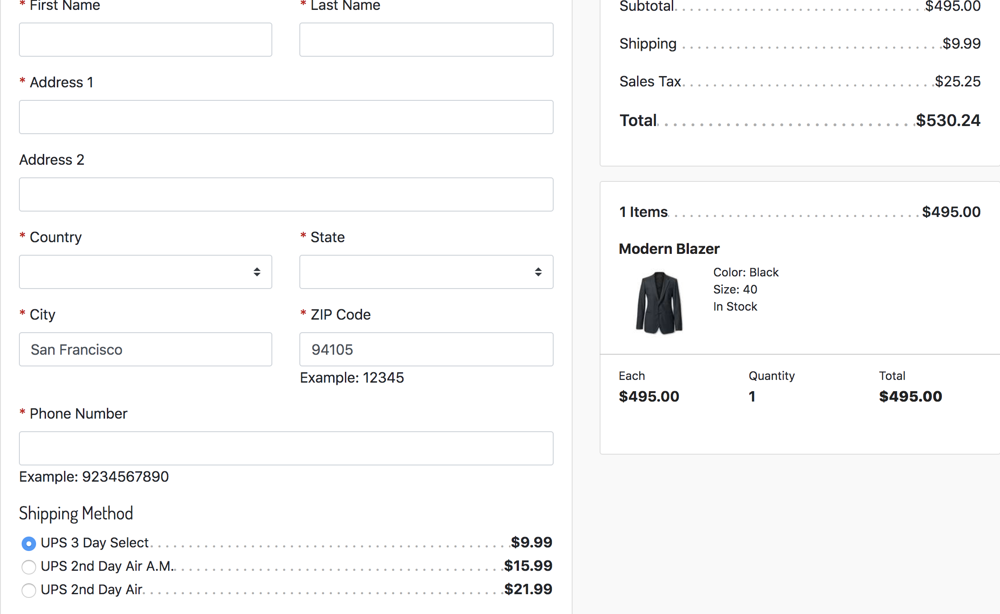 * First Name
* Last Name
* Address 1
Address 2
* Country
* State
* City
* ZIP Code
San Francisco
94105
Example: 12345
* Phone Number
Example: 9234567890
Shipping Method
UPS 3 Day Select $9.99
UPS 2nd Day Air A.M. $15.99
UPS 2nd Day Air $21.99
Subtotal $495.00
Shipping $9.99
Sales Tax $25.25
Total $530.24
1 Items $495.00
Modern Blazer
Color: Black
Size: 40
In Stock
Each
Quantity
Total
$495.00
1
$495.00